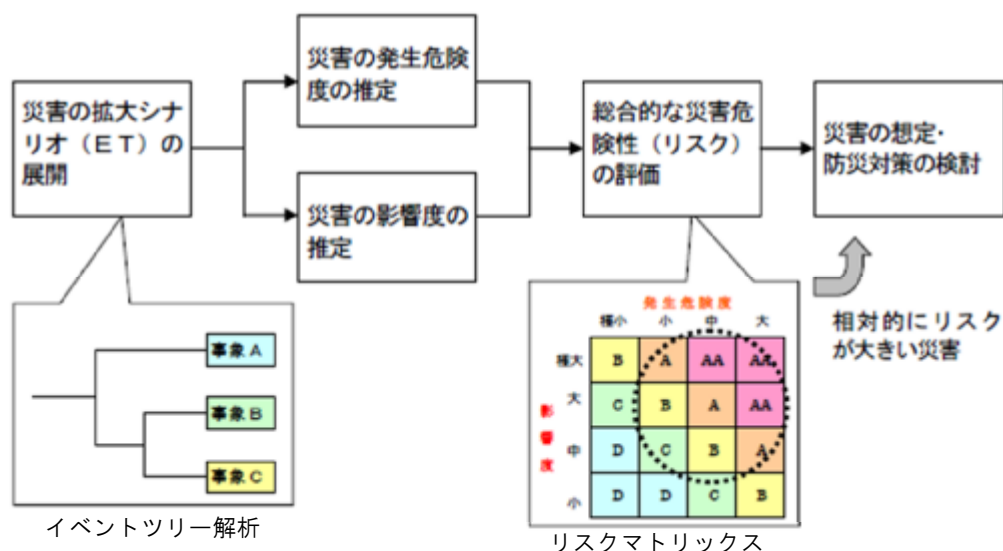 災害の拡大シナ
リオ（ＥＴ）の
展開
災害の発生危険
度の推定
災害の影響度の
推定
総合的な災害危
険性（リスク）
の評価
災害の想定・
防災対策の検討
相対的にリスク
が大きい災害
事象Ａ
事象Ｂ
事象Ｃ
イベントツリー解析
発生危険度
極小 小 中 大
影響度
極大 B A AA AA
大 C B A AA
中 D C B A
小 D D C B
リスクマトリックス